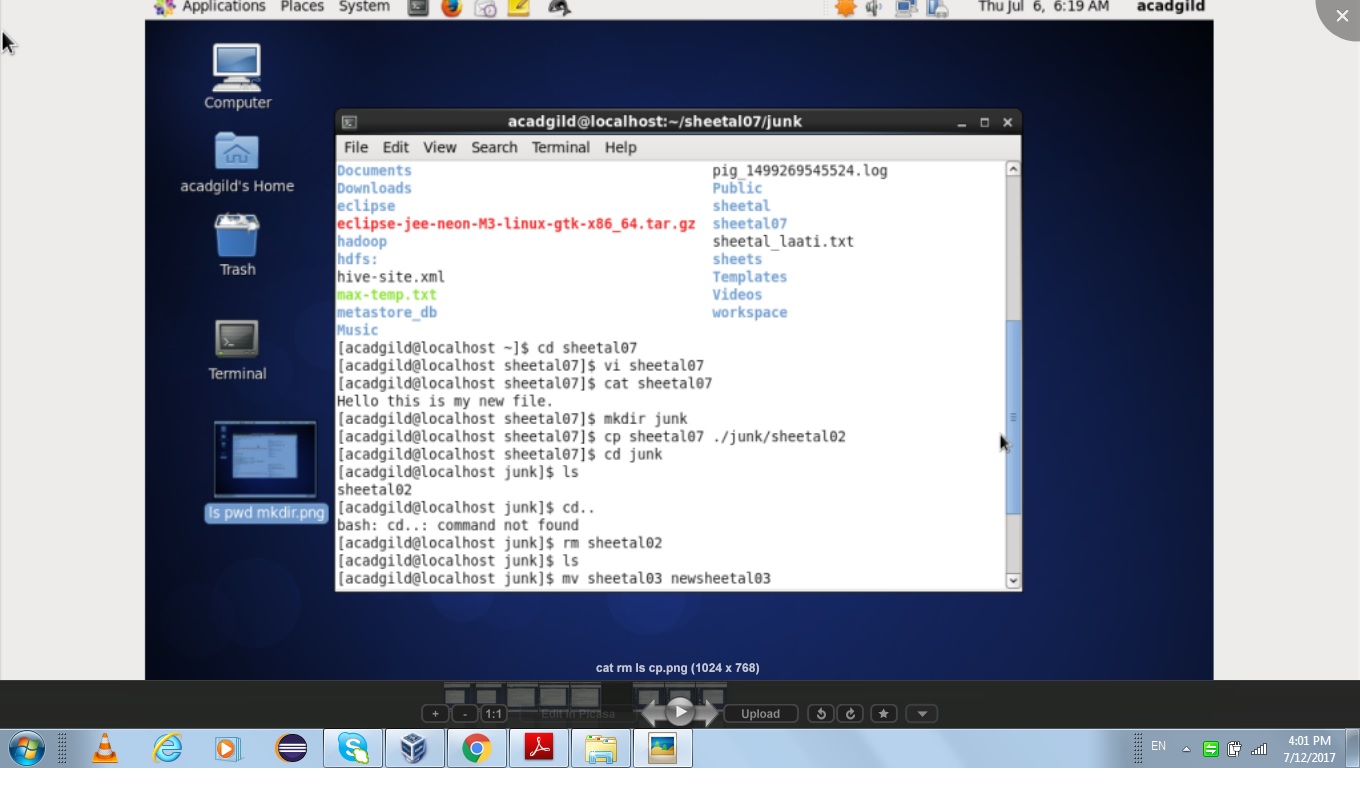 Applications Places System Thu Jul 6, 6:19 AM acadgild
Computer
acadgild's Home
Trash
Terminal
ls pwd mkdir.png
acadgild@localhost:~/sheetal07/junk
File Edit View Search Terminal Help
Documents pig_1499269545524.log
Downloads Public
eclipse sheetal
eclipse-jee-neon-M3-linux-gtk-x86_64.tar.gz sheetal07
hadoop sheetal_laati.txt
hdfs: sheets
hive-site.xml Templates
max-temp.txt Videos
metastore_db workspace
Music
[acadgild@localhost ~]$ cd sheetal07
[acadgild@localhost sheetal07]$ vi sheetal07
[acadgild@localhost sheetal07]$ cat sheetal07
Hello this is my new file.
[acadgild@localhost sheetal07]$ mkdir junk
[acadgild@localhost sheetal07]$ cp sheetal07 ./junk/sheetal02
[acadgild@localhost sheetal07]$ cd junk
[acadgild@localhost junk]$ ls
sheetal02
[acadgild@localhost junk]$ cd..
bash: cd..: command not found
[acadgild@localhost junk]$ rm sheetal02
[acadgild@localhost junk]$ ls
[acadgild@localhost junk]$ mv sheetal03 newsheetal03
cat rm ls cp.png (1024 x 768)
+ - 1:1 Edit in Picasa Upload
EN 4:01 PM
7/12/2017